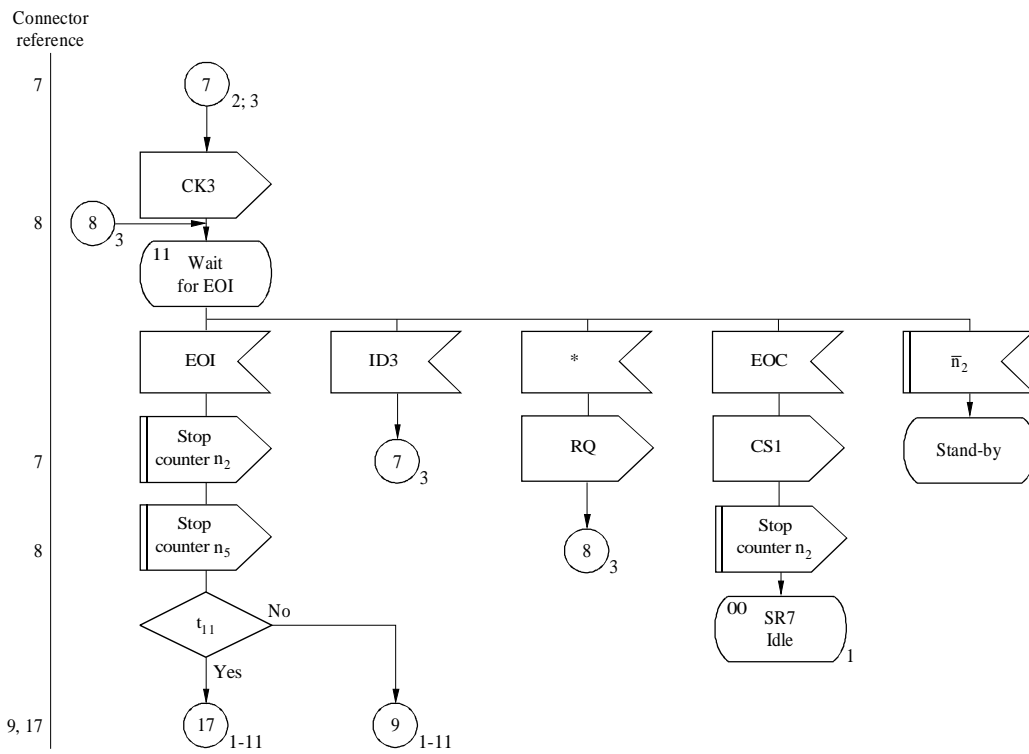 Connector
reference
7
7
2; 3
CK3
8
8
3
11
Wait
for EOI
EOI
ID3
*
EOC
n̅₂
Stop
counter n₂
7
3
RQ
CS1
Stand-by
7
Stop
counter n₅
8
3
Stop
counter n₂
8
t₁₁
No
Yes
00
SR7
Idle
1
9, 17
17
1-11
9
1-11